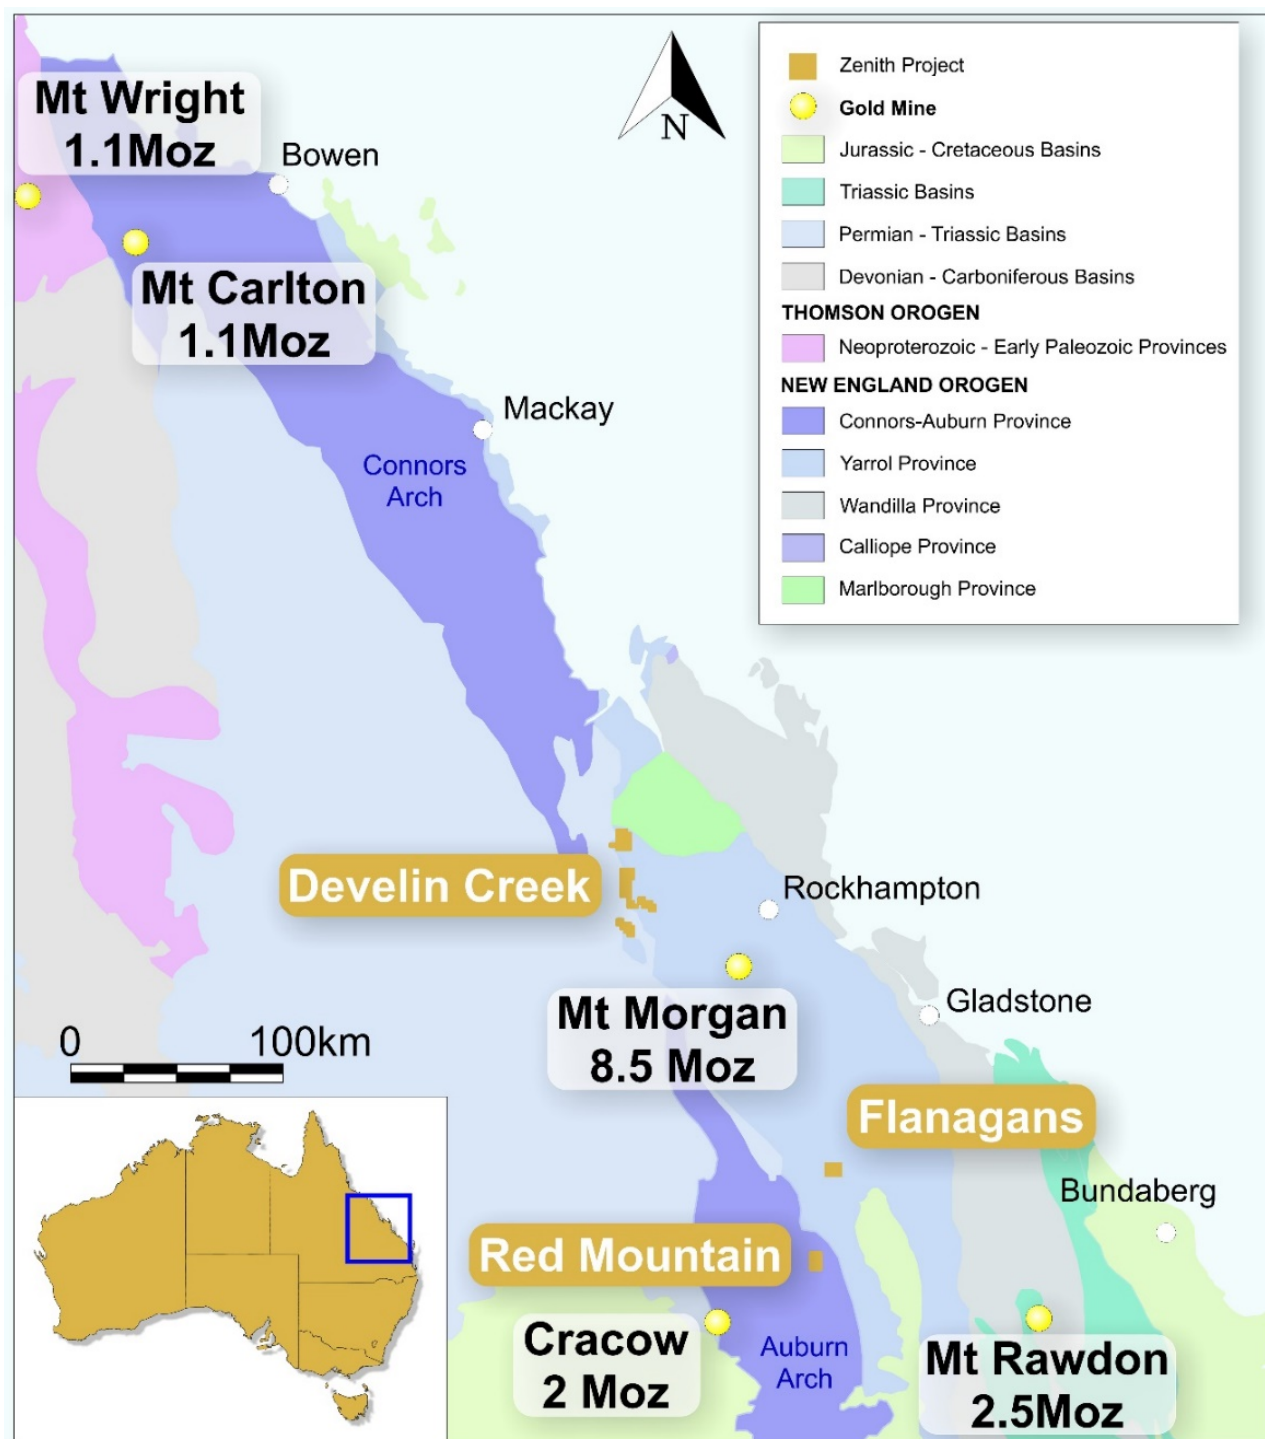 Mt Wright
1.1Moz
Bowen
N
Mt Carlton
1.1Moz
Mackay
Connors
Arch
Zenith Project
Gold Mine
Jurassic - Cretaceous Basins
Triassic Basins
Permian - Triassic Basins
Devonian - Carboniferous Basins
THOMSON OROGEN
Neoproterozoic - Early Paleozoic Provinces
NEW ENGLAND OROGEN
Connors-Auburn Province
Yarrol Province
Wandilla Province
Calliope Province
Marlborough Province
Develin Creek
Rockhampton
Mt Morgan
8.5 Moz
Gladstone
0 100km
Flanagans
Bundaberg
Red Mountain
Cracow
2 Moz
Auburn
Arch
Mt Rawdon
2.5Moz